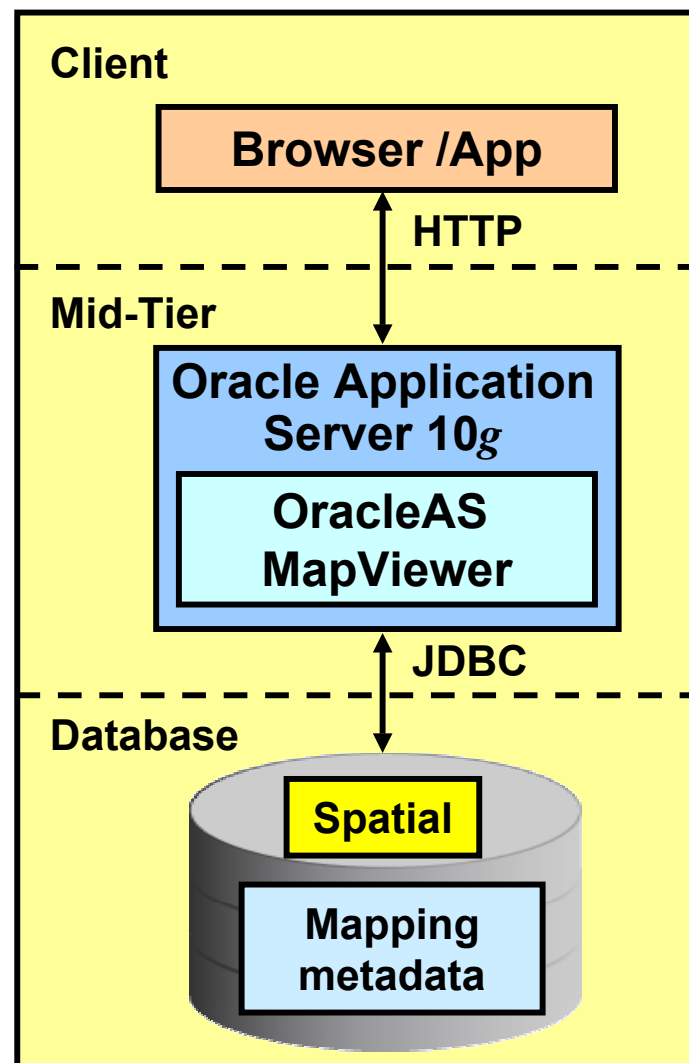 Client
Browser /App
HTTP
Mid-Tier
Oracle Application
Server 10g
OracleAS
MapViewer
JDBC
Database
Spatial
Mapping
metadata